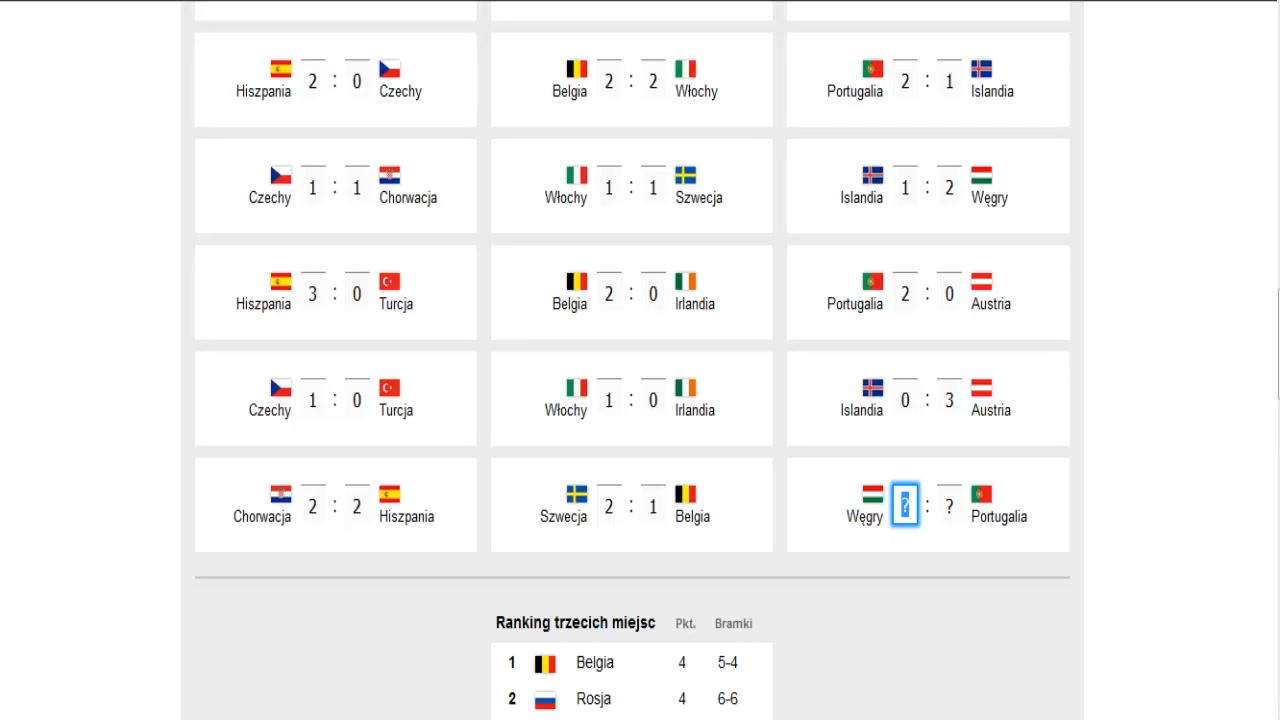 Hiszpania 2 : 0 Czechy
Belgia 2 : 2 Włochy
Portugalia 2 : 1 Islandia
Czechy 1 : 1 Chorwacja
Włochy 1 : 1 Szwecja
Islandia 1 : 2 Węgry
Hiszpania 3 : 0 Turcja
Belgia 2 : 0 Irlandia
Portugalia 2 : 0 Austria
Czechy 1 : 0 Turcja
Włochy 1 : 0 Irlandia
Islandia 0 : 3 Austria
Chorwacja 2 : 2 Hiszpania
Szwecja 2 : 1 Belgia
Węgry ? : ? Portugalia
Ranking trzecich miejsc Pkt. Bramki
1 Belgia 4 5-4
2 Rosja 4 6-6